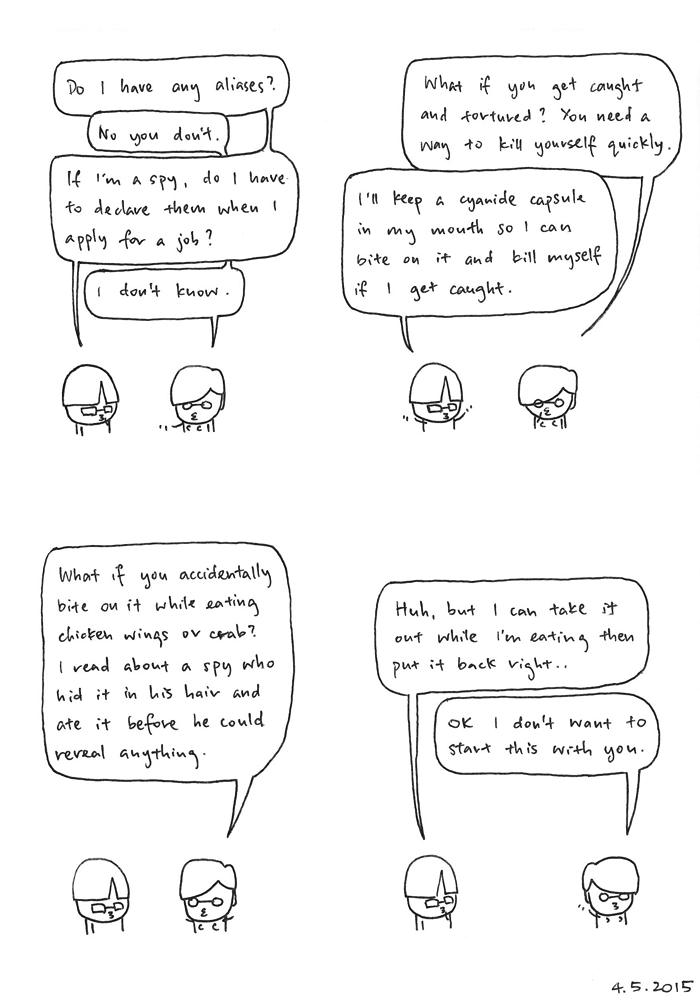 Do I have any aliases?
No you don't.
If I'm a spy, do I have
to declare them when I
apply for a job?
I don't know.
What if you get caught
and tortured? You need a
way to kill yourself quickly.
I'll keep a cyanide capsule
in my mouth so I can
bite on it and kill myself
if I get caught.
What if you accidentally
bite on it while eating
chicken wings or crab?
I read about a spy who
hid it in his hair and
ate it before he could
reveal anything.
Huh, but I can take it
out while I'm eating then
put it back right..
OK I don't want to
start this with you.
4.5.2015